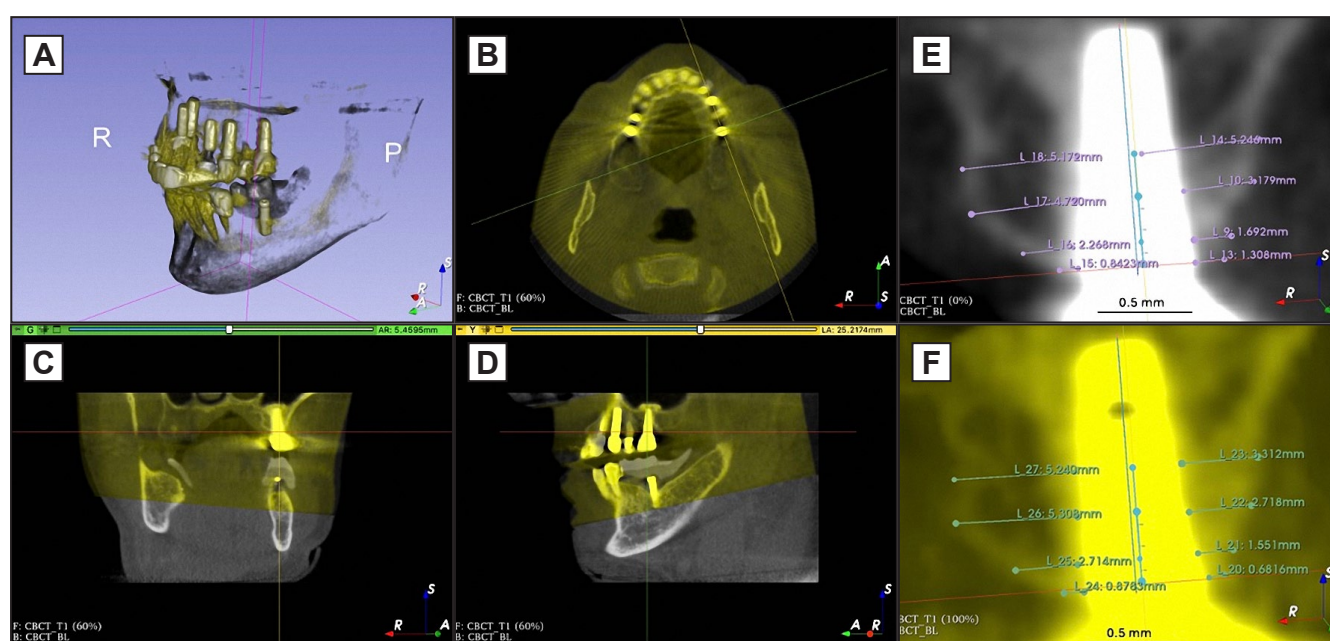 A
R
P
S
R
A
B
F: CBCT_T1 (60%)
B: CBCT_BL
A
R
S
E
L_18: 5.172mm
L_14: 5.246mm
L_17: 4.720mm
L_10: 3.179mm
L_16: 2.268mm
L_9: 1.692mm
L_15: 0.8423mm
L_13: 1.308mm
CBCT_T1 (0%)
CBCT_BL
0.5 mm
S
R
G
AR: 5.4595mm
Y
LA: 25.2174mm
C
F: CBCT_T1 (60%)
B: CBCT_BL
S
R
A
D
F: CBCT_T1 (60%)
B: CBCT_BL
S
A
R
F
L_27: 5.240mm
L_23: 3.312mm
L_26: 5.308mm
L_22: 2.718mm
L_25: 2.714mm
L_21: 1.551mm
L_24: 0.8783mm
L_20: 0.6816mm
BCT_T1 (100%)
BCT_BL
0.5 mm
S
R